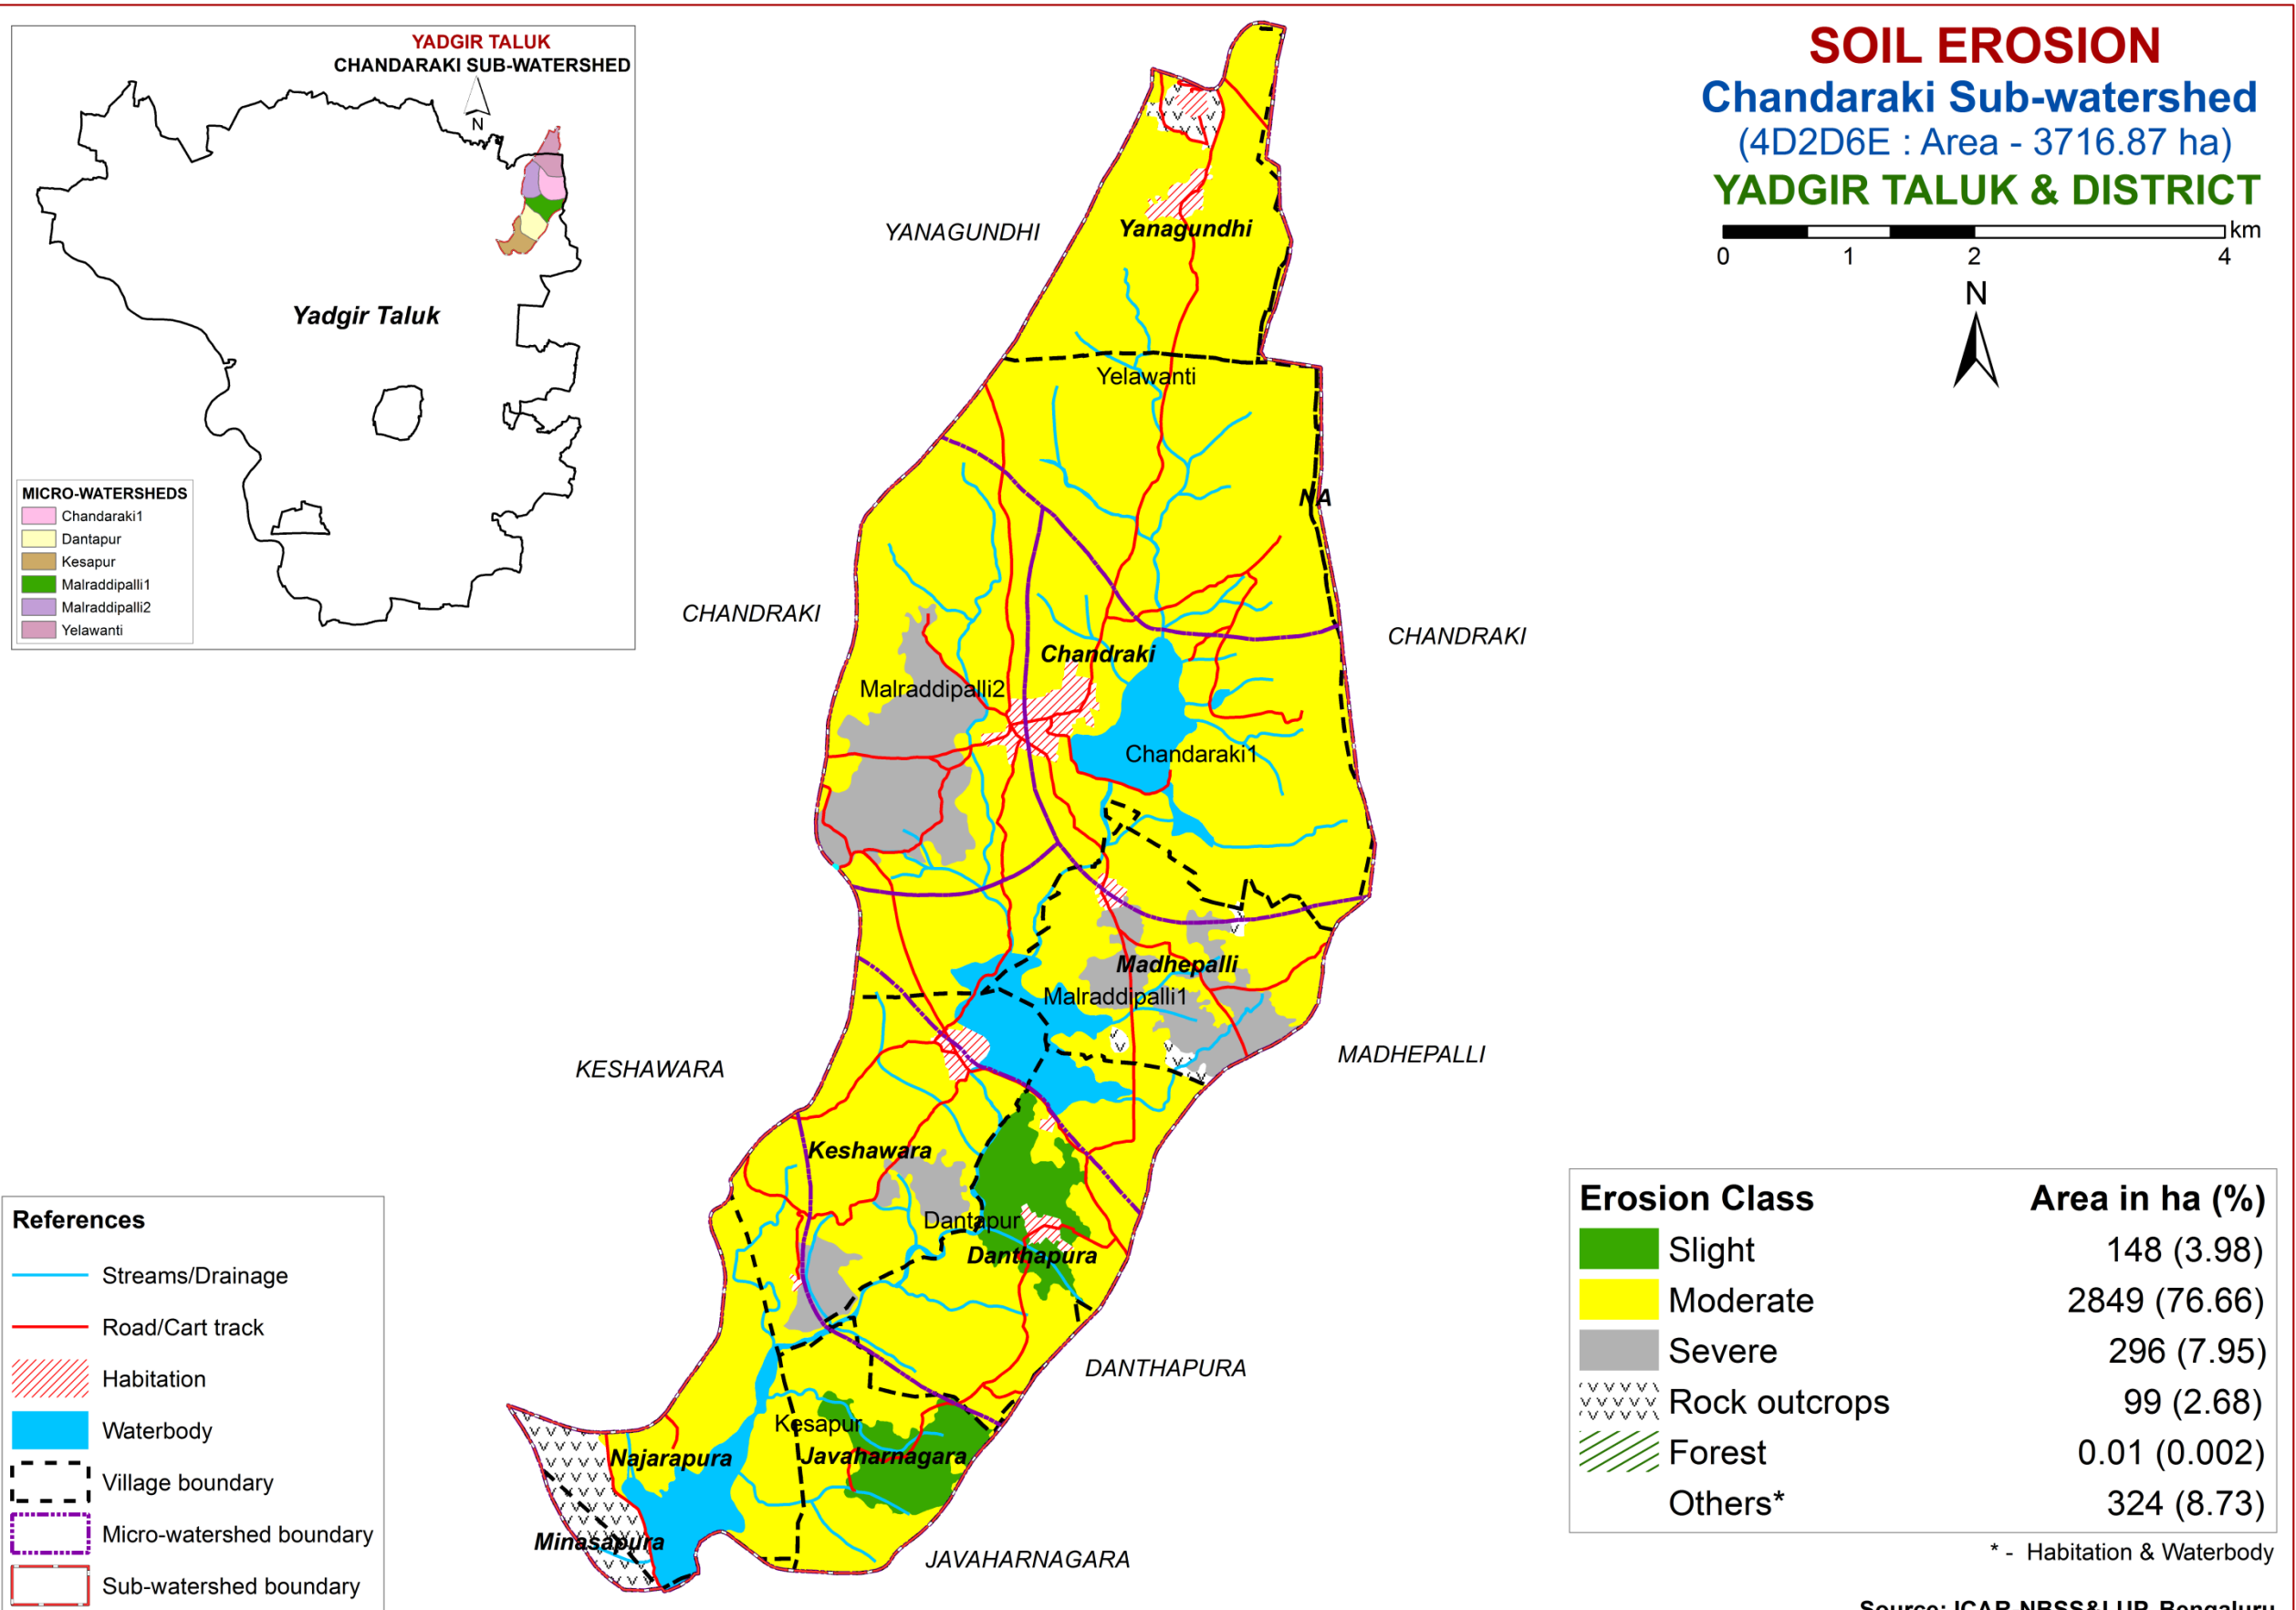 YADGIR TALUK
CHANDARAKI SUB-WATERSHED
N
Yadgir Taluk
MICRO-WATERSHEDS
Chandaraki1
Dantapur
Kesapur
Malraddipalli1
Malraddipalli2
Yelawanti
SOIL EROSION
Chandaraki Sub-watershed
(4D2D6E : Area - 3716.87 ha)
YADGIR TALUK & DISTRICT
km
0 1 2 4
N
YANAGUNDHI
Yanagundhi
Yelawanti
NA
CHANDRAKI
CHANDRAKI
Chandraki
Malraddipalli2
Chandaraki1
Madhepalli
Malraddipalli1
MADHEPALLI
KESHAWARA
Keshawara
Dantapur
Danthapura
DANTHAPURA
Kesapur
Najarapura
Javaharnagara
Minasapura
JAVAHARNAGARA
References
Streams/Drainage
Road/Cart track
Habitation
Waterbody
Village boundary
Micro-watershed boundary
Sub-watershed boundary
Erosion Class Area in ha (%)
Slight 148 (3.98)
Moderate 2849 (76.66)
Severe 296 (7.95)
Rock outcrops 99 (2.68)
Forest 0.01 (0.002)
Others* 324 (8.73)
* - Habitation & Waterbody
Source: ICAR-NBSS&LUP, Bengaluru